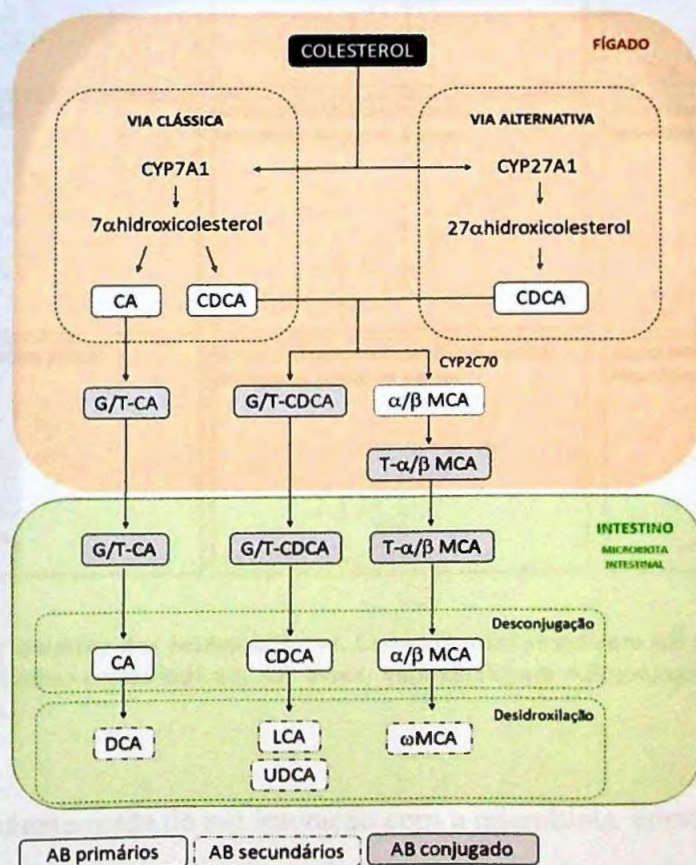 COLESTEROL
FÍGADO
VIA CLÁSSICA
VIA ALTERNATIVA
CYP7A1
CYP27A1
7αhidroxicolesterol
27αhidroxicolesterol
CA
CDCA
CDCA
CYP2C70
G/T-CA
G/T-CDCA
α/β MCA
T-α/β MCA
INTESTINO
MICROBIOTA
INTESTINAL
G/T-CA
G/T-CDCA
T-α/β MCA
Desconjugação
CA
CDCA
α/β MCA
Desidroxilação
DCA
LCA
ωMCA
UDCA
AB primários
AB secundários
AB conjugado